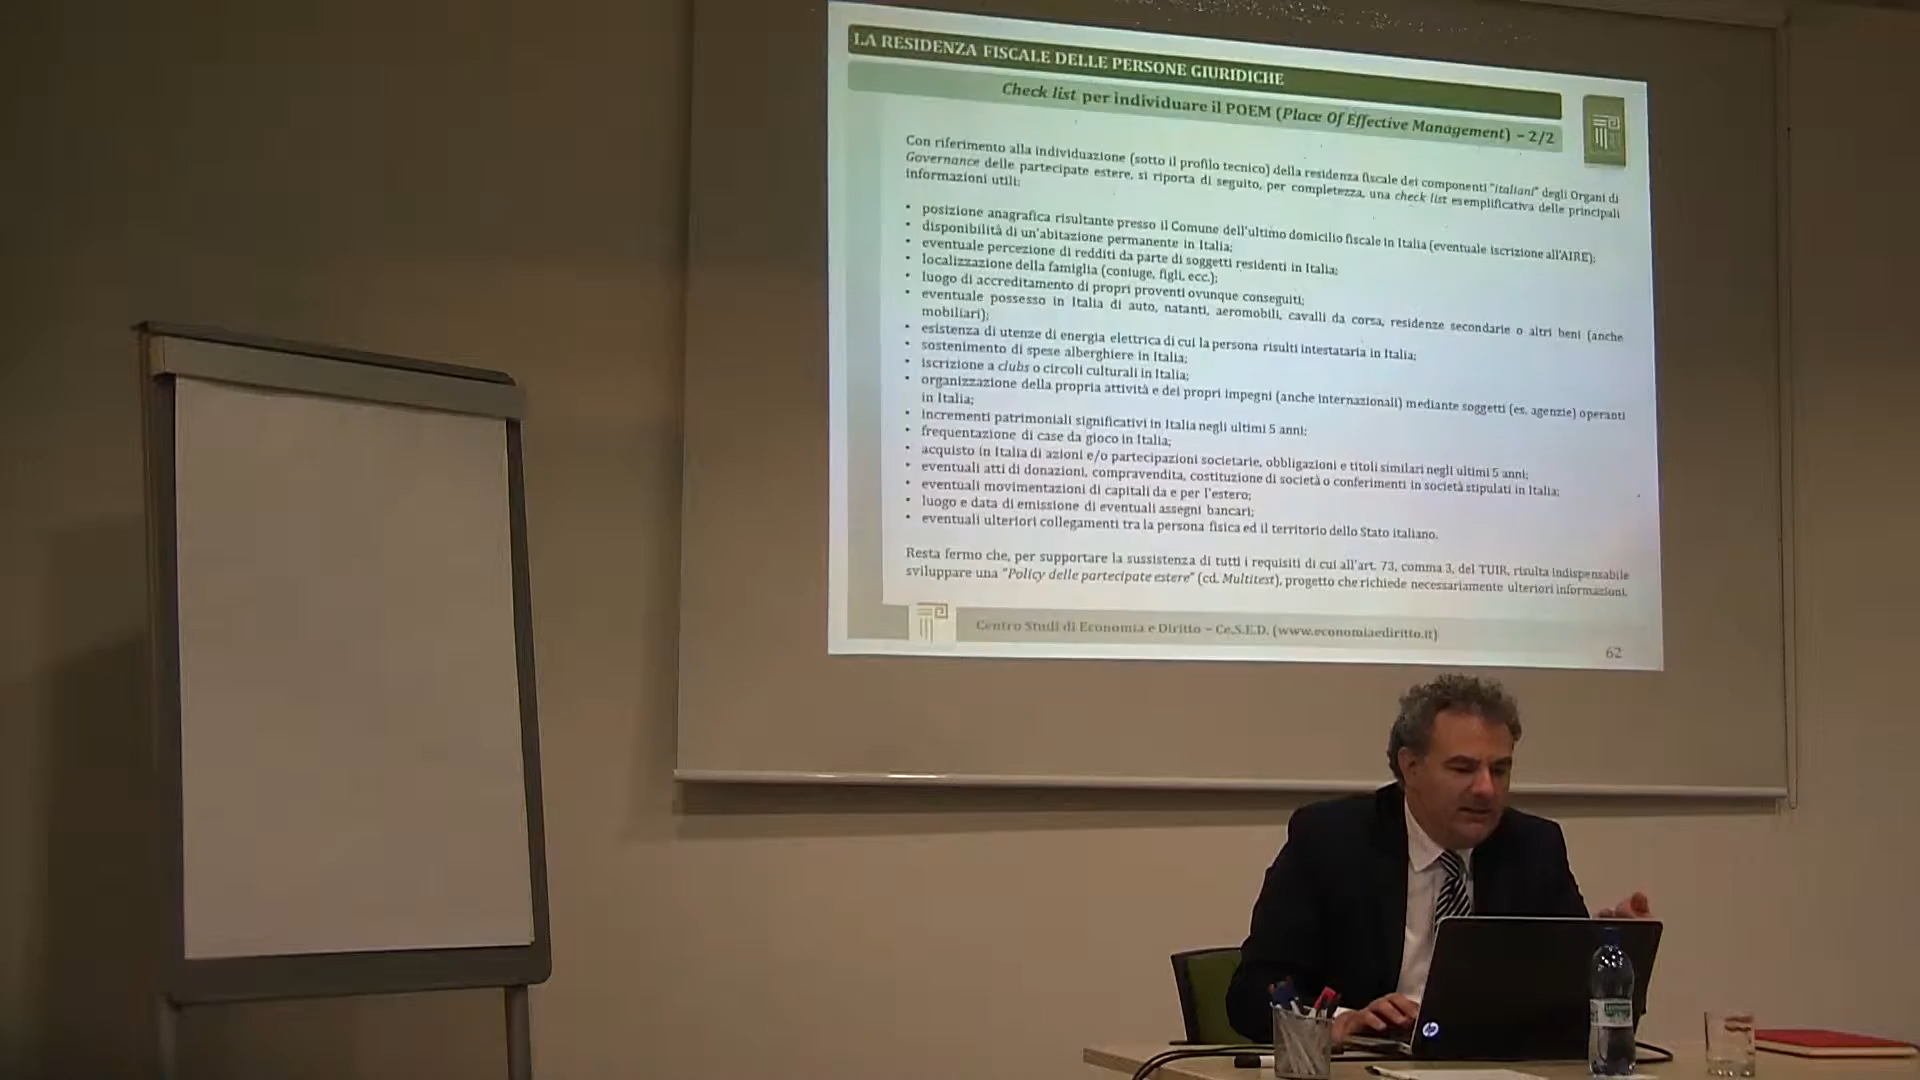 LA RESIDENZA FISCALE DELLE PERSONE GIURIDICHE
Check list per individuare il POEM (Place Of Effective Management) – 2/2
Con riferimento alla individuazione (sotto il profilo tecnico) della residenza fiscale dei componenti "italiani" degli Organi di
Governance delle partecipate estere, si riporta di seguito, per completezza, una check list esemplificativa delle principali
informazioni utili:
• posizione anagrafica risultante presso il Comune dell'ultimo domicilio fiscale in Italia (eventuale iscrizione all'AIRE);
• disponibilità di un'abitazione permanente in Italia;
• eventuale percezione di redditi da parte di soggetti residenti in Italia;
• localizzazione della famiglia (coniuge, figli, ecc.);
• luogo di accreditamento di propri proventi ovunque conseguiti;
• eventuale possesso in Italia di auto, natanti, aeromobili, cavalli da corsa, residenze secondarie o altri beni (anche
mobiliari);
• esistenza di utenze di energia elettrica di cui la persona risulti intestataria in Italia;
• sostenimento di spese alberghiere in Italia;
• iscrizione a clubs o circoli culturali in Italia;
• organizzazione della propria attività e dei propri impegni (anche internazionali) mediante soggetti (es. agenzie) operanti
in Italia;
• incrementi patrimoniali significativi in Italia negli ultimi 5 anni;
• frequentazione di case da gioco in Italia;
• acquisto in Italia di azioni e/o partecipazioni societarie, obbligazioni e titoli similari negli ultimi 5 anni;
• eventuali atti di donazioni, compravendita, costituzione di società o conferimenti in società stipulati in Italia;
• eventuali movimentazioni di capitali da e per l'estero;
• luogo e data di emissione di eventuali assegni bancari;
• eventuali ulteriori collegamenti tra la persona fisica ed il territorio dello Stato italiano.
Resta fermo che, per supportare la sussistenza di tutti i requisiti di cui all'art. 73, comma 3, del TUIR, risulta indispensabile
sviluppare una "Policy delle partecipate estere" (cd. Multitest), progetto che richiede necessariamente ulteriori informazioni.
Centro Studi di Economia e Diritto – Ce.S.E.D. (www.economiaediritto.it)
62
hp